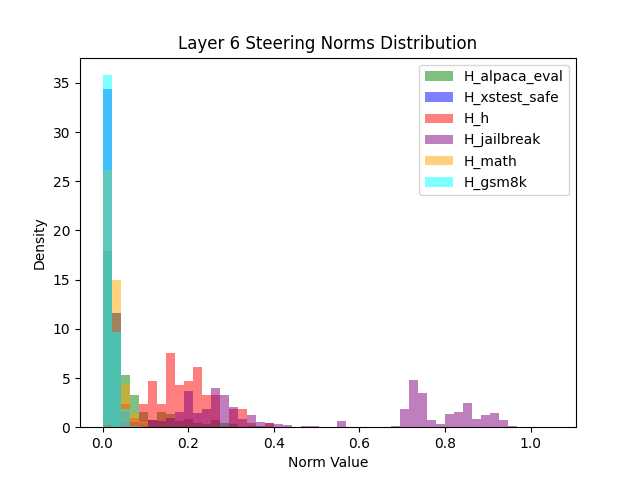 Layer 6 Steering Norms Distribution
35
30
25
20
15
10
5
0
Density
H_alpaca_eval
H_xstest_safe
H_h
H_jailbreak
H_math
H_gsm8k
0.0 0.2 0.4 0.6 0.8 1.0
Norm Value